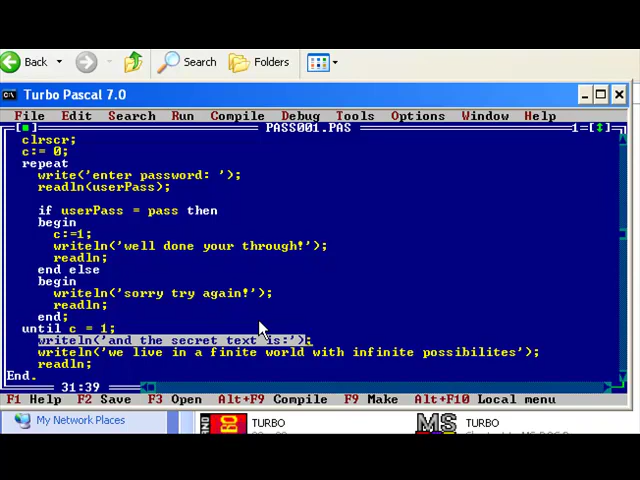 Back Search Folders
Turbo Pascal 7.0
File Edit Search Run Compile Debug Tools Options Window Help
PASS001.PAS 1
clrscr;
c:= 0;
repeat
write('enter password: ');
readln(userPass);
if userPass = pass then
begin
c:=1;
writeln('well done your through!');
readln;
end else
begin
writeln('sorry try again!');
readln;
end;
until c = 1;
writeln('and the secret text is:');
writeln('we live in a finite world with infinite possibilites');
readln;
End.
31:39
F1 Help F2 Save F3 Open Alt+F9 Compile F9 Make Alt+F10 Local menu
My Network Places TURBO TURBO